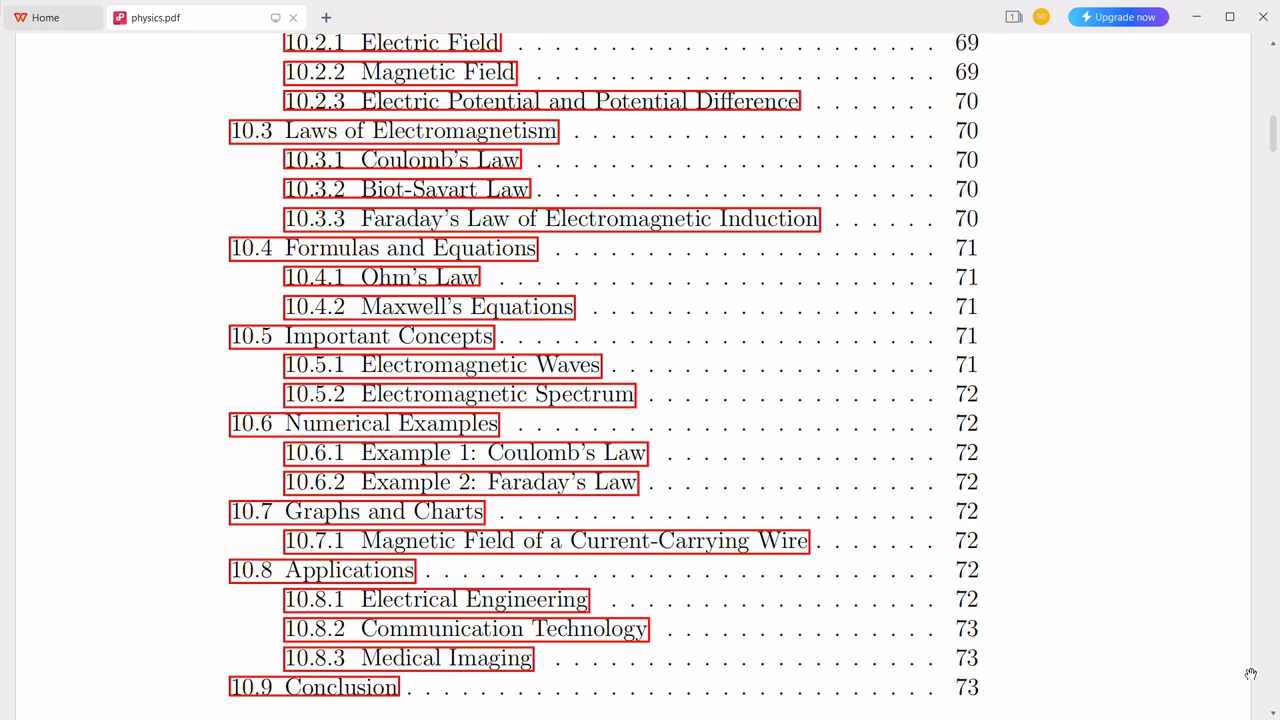 Home
physics.pdf
1
SG
Upgrade now
10.2.1 Electric Field . . . . . . . . . . . . . . . . . . . . . . . 69
10.2.2 Magnetic Field . . . . . . . . . . . . . . . . . . . . . . 69
10.2.3 Electric Potential and Potential Difference . . . . . . . 70
10.3 Laws of Electromagnetism . . . . . . . . . . . . . . . . . . . . 70
10.3.1 Coulomb's Law . . . . . . . . . . . . . . . . . . . . . . 70
10.3.2 Biot-Savart Law . . . . . . . . . . . . . . . . . . . . . . 70
10.3.3 Faraday's Law of Electromagnetic Induction . . . . . . 70
10.4 Formulas and Equations . . . . . . . . . . . . . . . . . . . . . 71
10.4.1 Ohm's Law . . . . . . . . . . . . . . . . . . . . . . . . 71
10.4.2 Maxwell's Equations . . . . . . . . . . . . . . . . . . . 71
10.5 Important Concepts . . . . . . . . . . . . . . . . . . . . . . . . 71
10.5.1 Electromagnetic Waves . . . . . . . . . . . . . . . . . . 71
10.5.2 Electromagnetic Spectrum . . . . . . . . . . . . . . . . 72
10.6 Numerical Examples . . . . . . . . . . . . . . . . . . . . . . . 72
10.6.1 Example 1: Coulomb's Law . . . . . . . . . . . . . . . 72
10.6.2 Example 2: Faraday's Law . . . . . . . . . . . . . . . . 72
10.7 Graphs and Charts . . . . . . . . . . . . . . . . . . . . . . . . 72
10.7.1 Magnetic Field of a Current-Carrying Wire . . . . . . . 72
10.8 Applications . . . . . . . . . . . . . . . . . . . . . . . . . . . . 72
10.8.1 Electrical Engineering . . . . . . . . . . . . . . . . . . 72
10.8.2 Communication Technology . . . . . . . . . . . . . . . 73
10.8.3 Medical Imaging . . . . . . . . . . . . . . . . . . . . . 73
10.9 Conclusion . . . . . . . . . . . . . . . . . . . . . . . . . . . . . 73